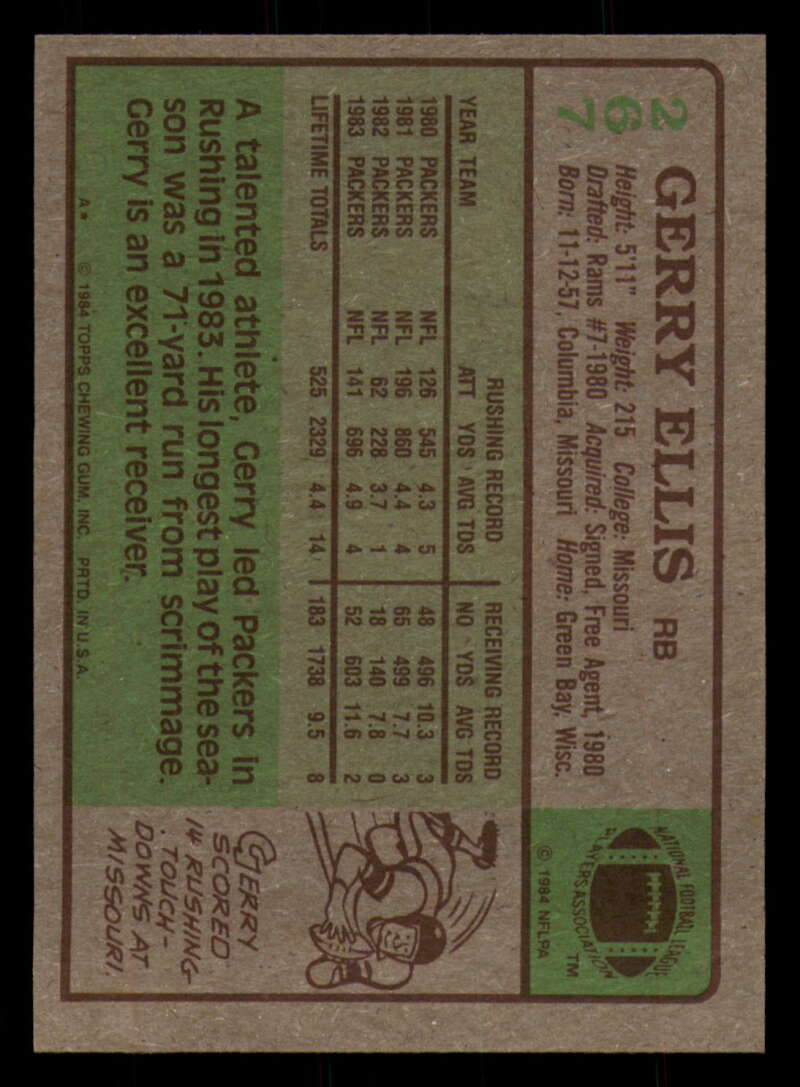 267
GERRY ELLIS RB
Height: 5'11" Weight: 215 College: Missouri
Drafted: Rams #7-1980 Acquired: Signed, Free Agent, 1980
Born: 11-12-57, Columbia, Missouri Home: Green Bay, Wisc.
NATIONAL FOOTBALL LEAGUE
PLAYERS ASSOCIATION
TM
© 1984 NFLPA
RUSHING RECORD RECEIVING RECORD
YEAR TEAM ATT YDS AVG TDS NO YDS AVG TDS
1980 PACKERS NFL 126 545 4.3 5 48 496 10.3 3
1981 PACKERS NFL 196 860 4.4 4 65 499 7.7 3
1982 PACKERS NFL 62 228 3.7 1 18 140 7.8 0
1983 PACKERS NFL 141 696 4.9 4 52 603 11.6 2
LIFETIME TOTALS 525 2329 4.4 14 183 1738 9.5 8
A talented athlete, Gerry led Packers in
Rushing in 1983. His longest play of the sea-
son was a 71-yard run from scrimmage.
Gerry is an excellent receiver.
A* © 1984 TOPPS CHEWING GUM, INC. PRTD. IN U.S.A.
GERRY
SCORED
14 RUSHING
TOUCH-
DOWNS AT
MISSOURI.